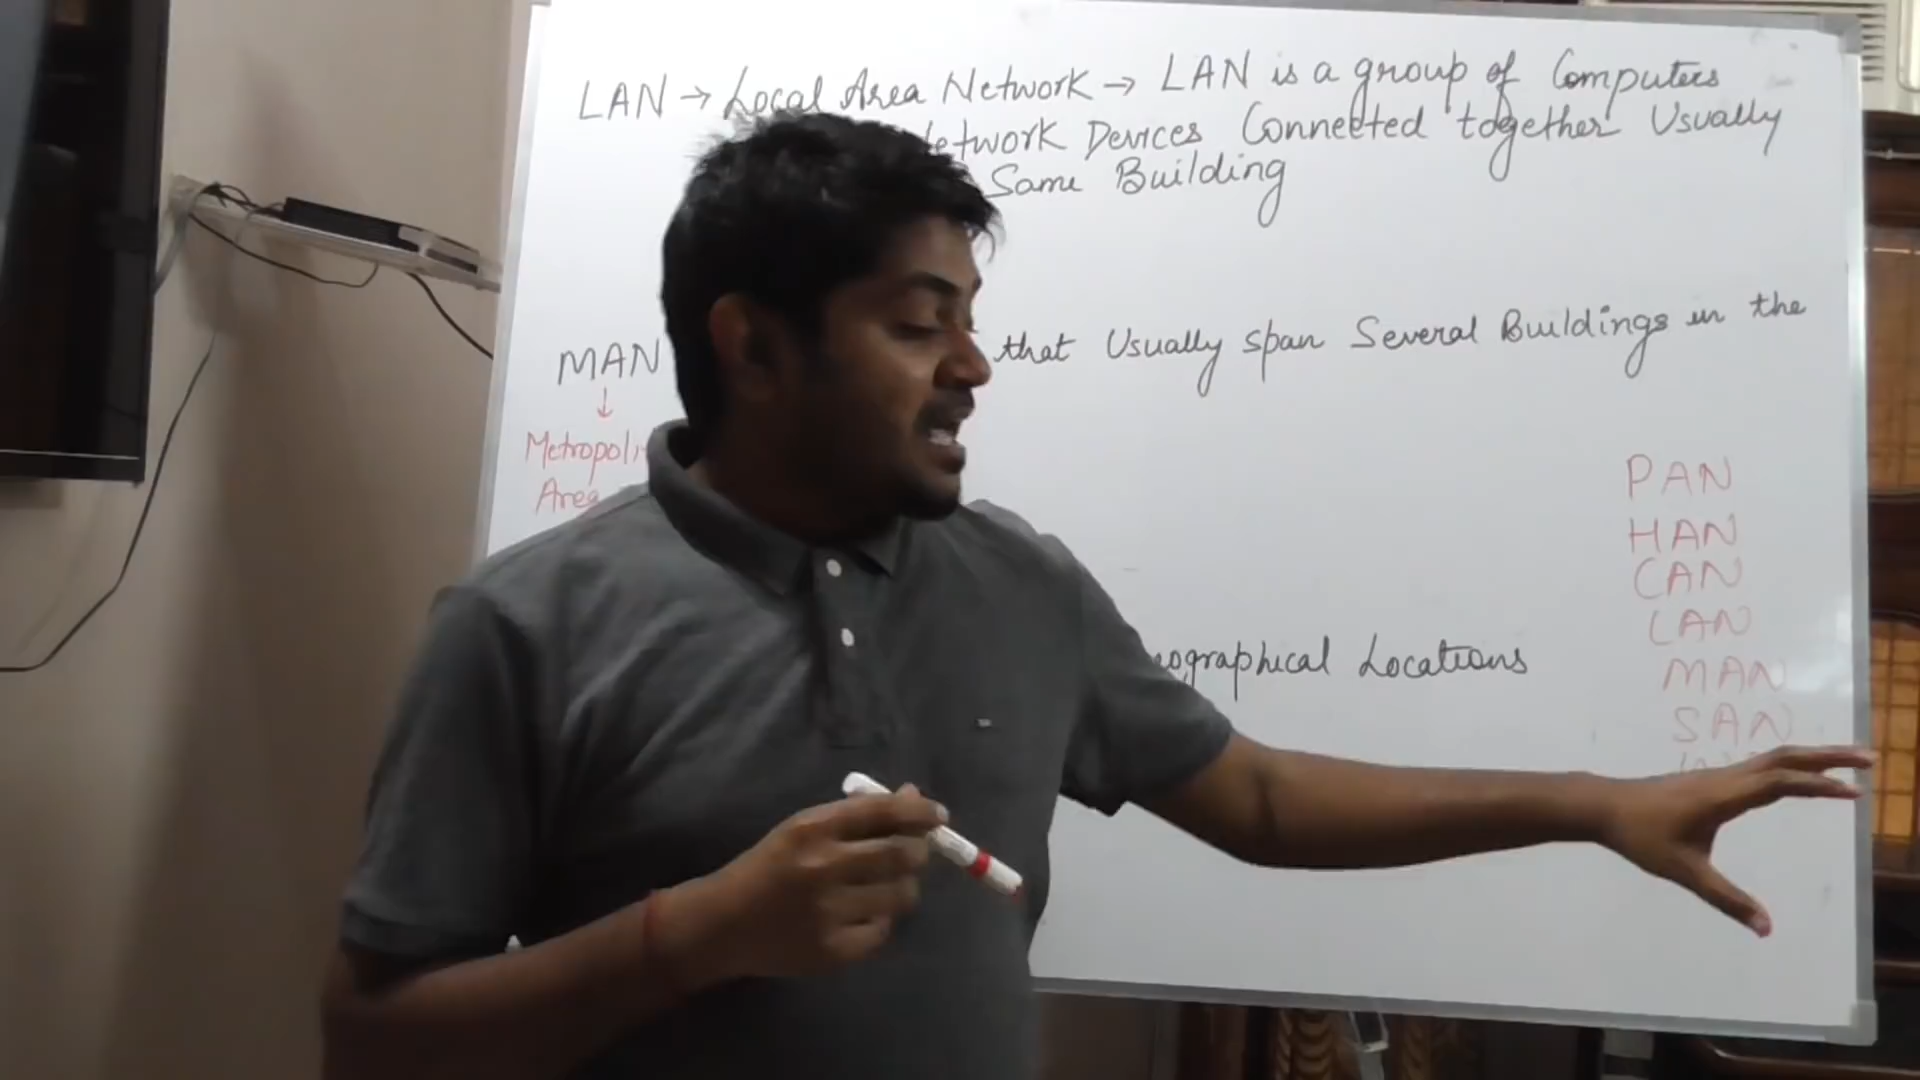 LAN → Local Area Network → LAN is a group of Computers
Network Devices Connected together Usually
Same Building
MAN that Usually span Several Buildings in the
↓
Metropoli
Area
PAN
HAN
CAN
LAN
MAN
SAN
ographical Locations